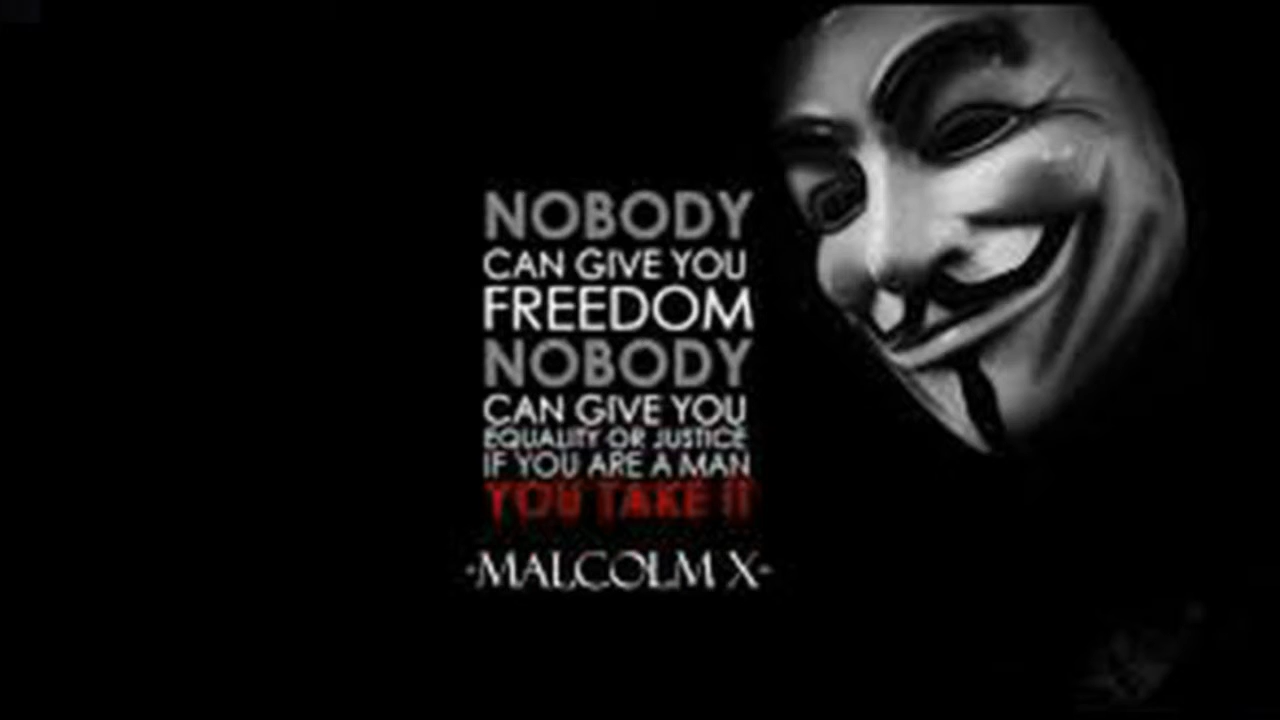 NOBODY
CAN GIVE YOU
FREEDOM
NOBODY
CAN GIVE YOU
EQUALITY OR JUSTICE
IF YOU ARE A MAN
YOU TAKE IT
-MALCOLM X-